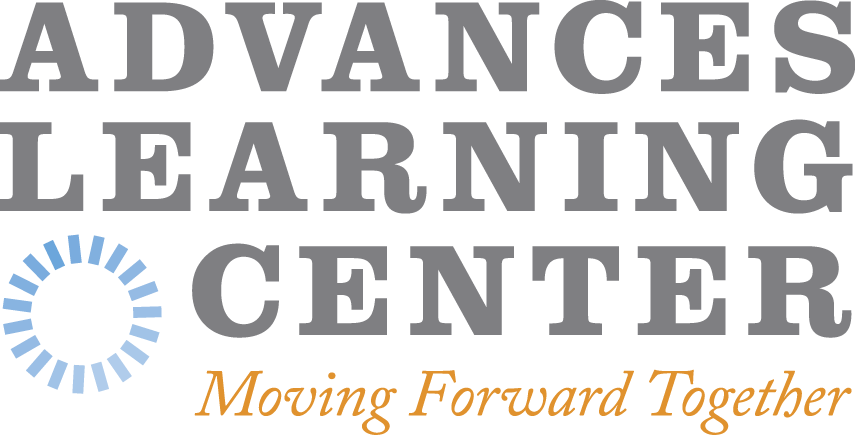 ADVANCES
LEARNING
CENTER
Moving Forward Together